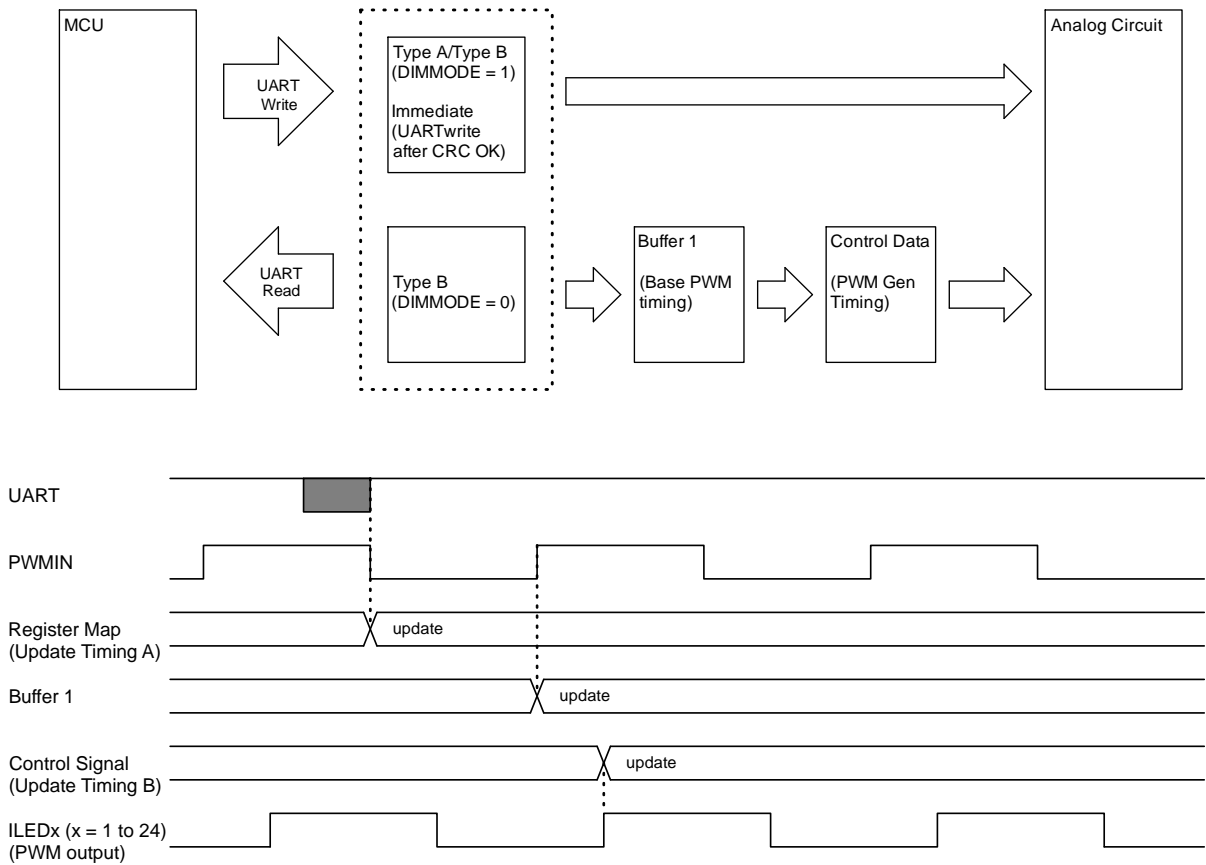 MCU
UART
Write
Type A/Type B
(DIMMODE = 1)
Immediate
(UARTwrite
after CRC OK)
Analog Circuit
UART
Read
Type B
(DIMMODE = 0)
Buffer 1
(Base PWM
timing)
Control Data
(PWM Gen
Timing)
UART
PWMIN
Register Map
(Update Timing A)
update
Buffer 1
update
Control Signal
(Update Timing B)
update
ILEDx (x = 1 to 24)
(PWM output)